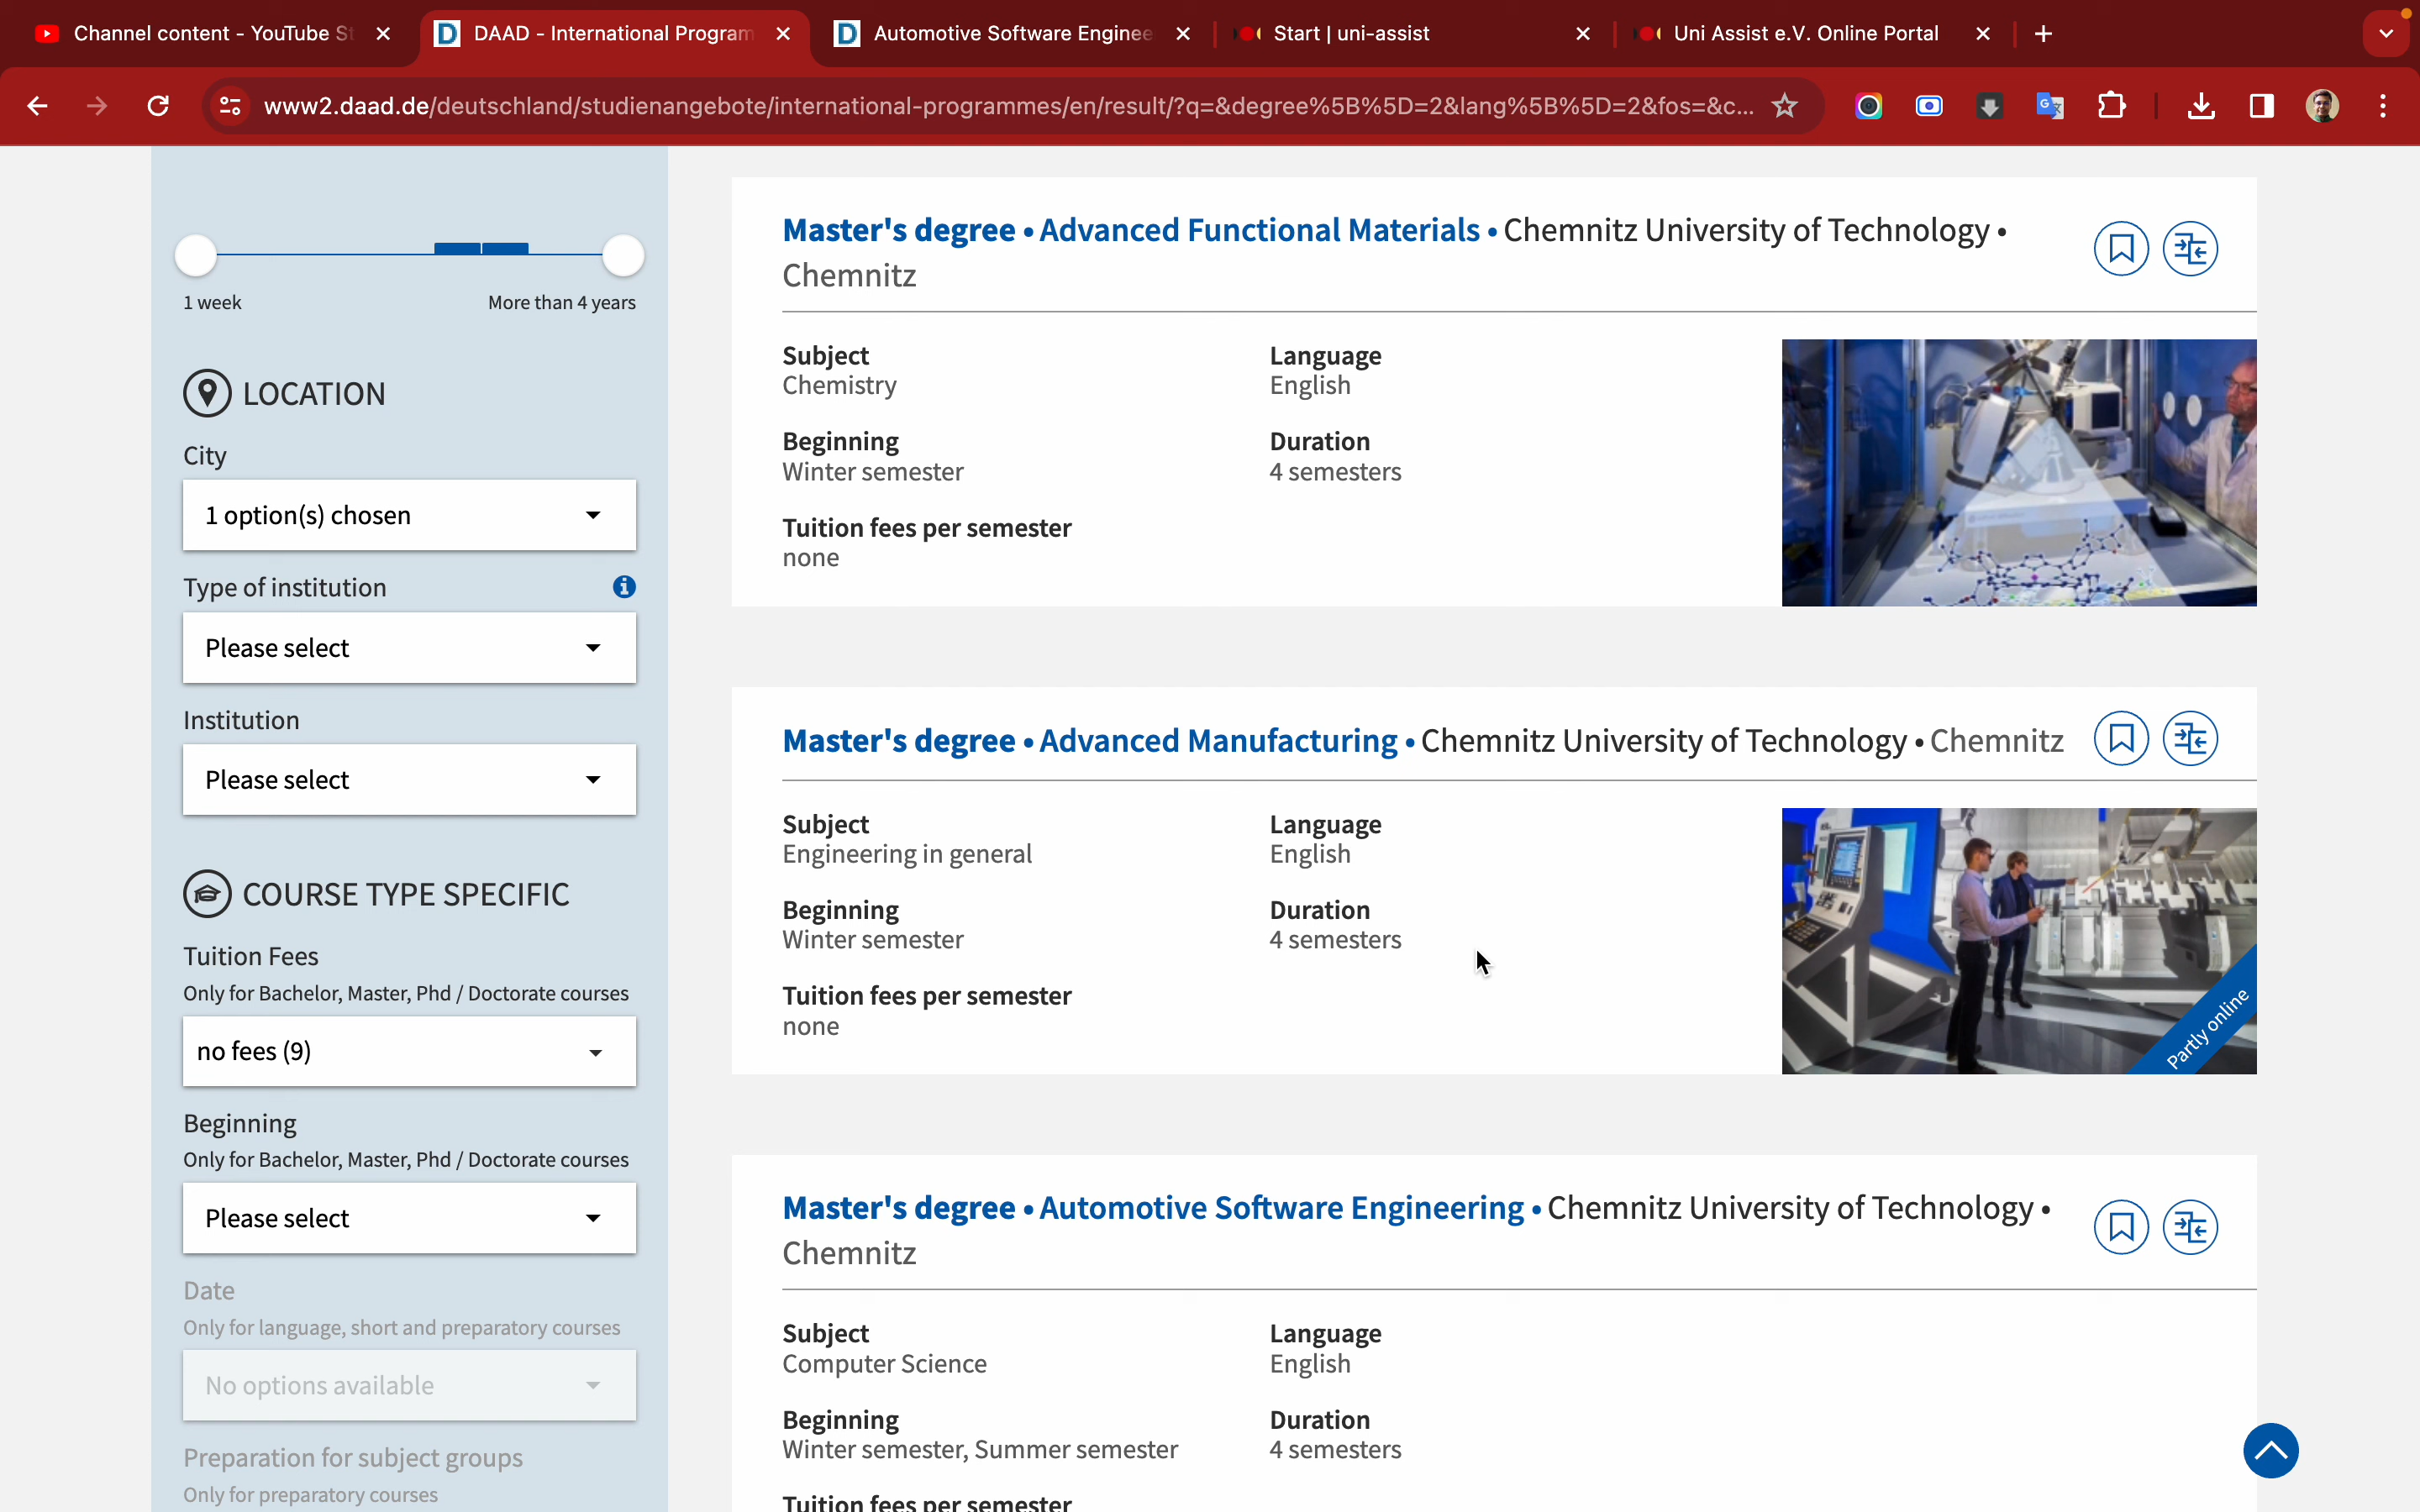 Channel content - YouTube St
DAAD - International Program
Automotive Software Enginee
Start | uni-assist
Uni Assist e.V. Online Portal
www2.daad.de/deutschland/studienangebote/international-programmes/en/result/?q=&degree%5B%5D=2&lang%5B%5D=2&fos=&c...
1 week
More than 4 years
LOCATION
City
1 option(s) chosen
Type of institution
Please select
Institution
Please select
COURSE TYPE SPECIFIC
Tuition Fees
Only for Bachelor, Master, Phd / Doctorate courses
no fees (9)
Beginning
Only for Bachelor, Master, Phd / Doctorate courses
Please select
Date
Only for language, short and preparatory courses
No options available
Preparation for subject groups
Only for preparatory courses
Master's degree • Advanced Functional Materials • Chemnitz University of Technology •
Chemnitz
Subject
Chemistry
Language
English
Beginning
Winter semester
Duration
4 semesters
Tuition fees per semester
none
Master's degree • Advanced Manufacturing • Chemnitz University of Technology • Chemnitz
Subject
Engineering in general
Language
English
Beginning
Winter semester
Duration
4 semesters
Tuition fees per semester
none
Partly online
Master's degree • Automotive Software Engineering • Chemnitz University of Technology •
Chemnitz
Subject
Computer Science
Language
English
Beginning
Winter semester, Summer semester
Duration
4 semesters
Tuition fees per semester